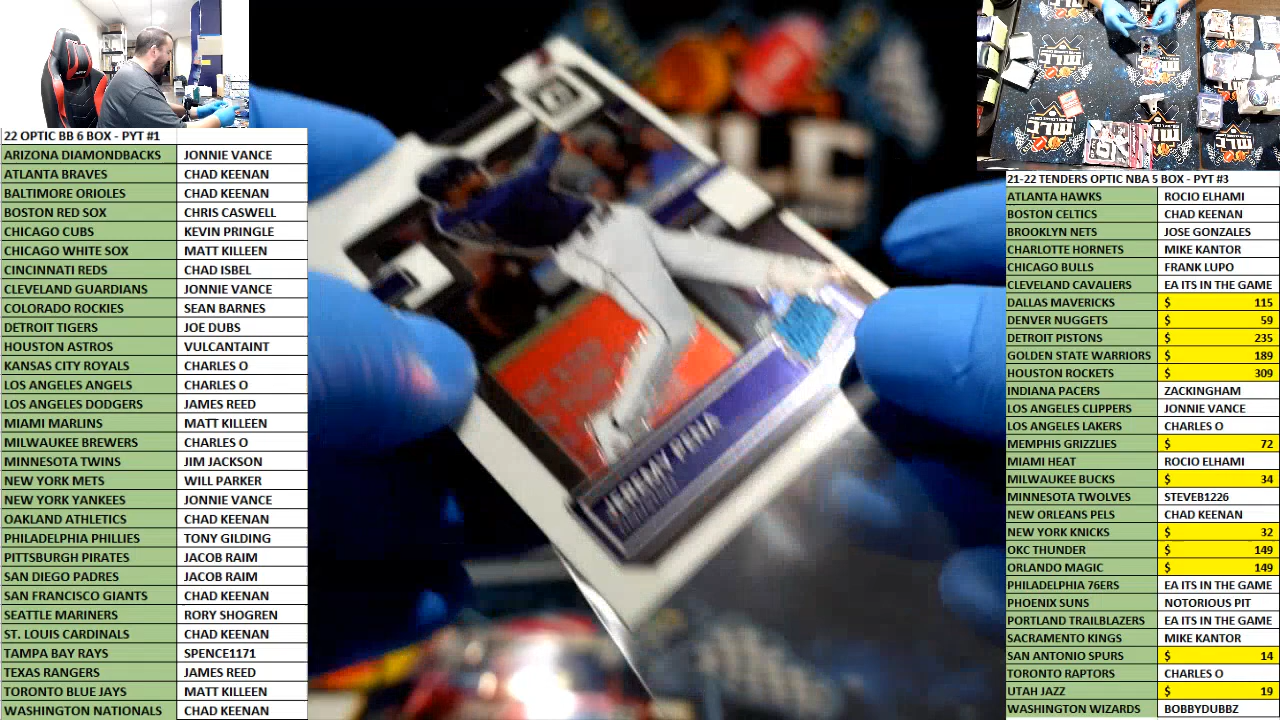 22 OPTIC BB 6 BOX - PYT #1
ARIZONA DIAMONDBACKS JONNIE VANCE
ATLANTA BRAVES CHAD KEENAN
BALTIMORE ORIOLES CHAD KEENAN
BOSTON RED SOX CHRIS CASWELL
CHICAGO CUBS KEVIN PRINGLE
CHICAGO WHITE SOX MATT KILLEEN
CINCINNATI REDS CHAD ISBEL
CLEVELAND GUARDIANS JONNIE VANCE
COLORADO ROCKIES SEAN BARNES
DETROIT TIGERS JOE DUBS
HOUSTON ASTROS VULCANTAINT
KANSAS CITY ROYALS CHARLES O
LOS ANGELES ANGELS CHARLES O
LOS ANGELES DODGERS JAMES REED
MIAMI MARLINS MATT KILLEEN
MILWAUKEE BREWERS CHARLES O
MINNESOTA TWINS JIM JACKSON
NEW YORK METS WILL PARKER
NEW YORK YANKEES JONNIE VANCE
OAKLAND ATHLETICS CHAD KEENAN
PHILADELPHIA PHILLIES TONY GILDING
PITTSBURGH PIRATES JACOB RAIM
SAN DIEGO PADRES JACOB RAIM
SAN FRANCISCO GIANTS CHAD KEENAN
SEATTLE MARINERS RORY SHOGREN
ST. LOUIS CARDINALS CHAD KEENAN
TAMPA BAY RAYS SPENCE1171
TEXAS RANGERS JAMES REED
TORONTO BLUE JAYS MATT KILLEEN
WASHINGTON NATIONALS CHAD KEENAN
JEREMY PENA
21-22 TENDERS OPTIC NBA 5 BOX - PYT #3
ATLANTA HAWKS ROCIO ELHAMI
BOSTON CELTICS CHAD KEENAN
BROOKLYN NETS JOSE GONZALES
CHARLOTTE HORNETS MIKE KANTOR
CHICAGO BULLS FRANK LUPO
CLEVELAND CAVALIERS EA ITS IN THE GAME
DALLAS MAVERICKS $ 115
DENVER NUGGETS $ 59
DETROIT PISTONS $ 235
GOLDEN STATE WARRIORS $ 189
HOUSTON ROCKETS $ 309
INDIANA PACERS ZACKINGHAM
LOS ANGELES CLIPPERS JONNIE VANCE
LOS ANGELES LAKERS CHARLES O
MEMPHIS GRIZZLIES $ 72
MIAMI HEAT ROCIO ELHAMI
MILWAUKEE BUCKS $ 34
MINNESOTA TWOLVES STEVEB1226
NEW ORLEANS PELS CHAD KEENAN
NEW YORK KNICKS $ 32
OKC THUNDER $ 149
ORLANDO MAGIC $ 149
PHILADELPHIA 76ERS EA ITS IN THE GAME
PHOENIX SUNS NOTORIOUS PIT
PORTLAND TRAILBLAZERS EA ITS IN THE GAME
SACRAMENTO KINGS MIKE KANTOR
SAN ANTONIO SPURS $ 14
TORONTO RAPTORS CHARLES O
UTAH JAZZ $ 19
WASHINGTON WIZARDS BOBBYDUBBZ